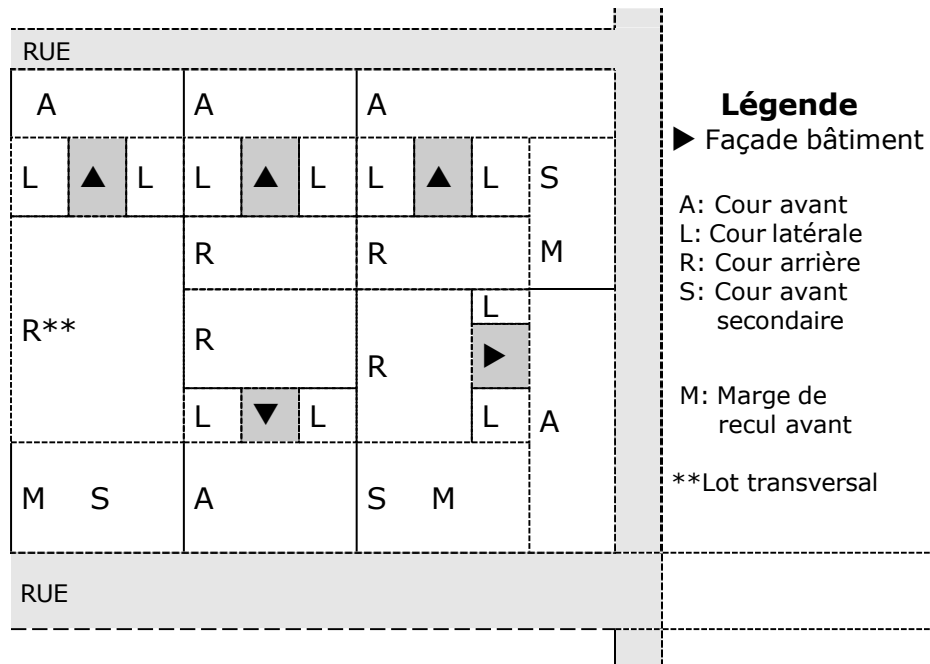 RUE
A A A
L ▲ L L ▲ L L ▲ L S
R R M
L
R** R R ▶
L ▼ L L A
M S A S M
RUE
Légende
▶ Façade bâtiment
A: Cour avant
L: Cour latérale
R: Cour arrière
S: Cour avant
secondaire
M: Marge de
recul avant
**Lot transversal